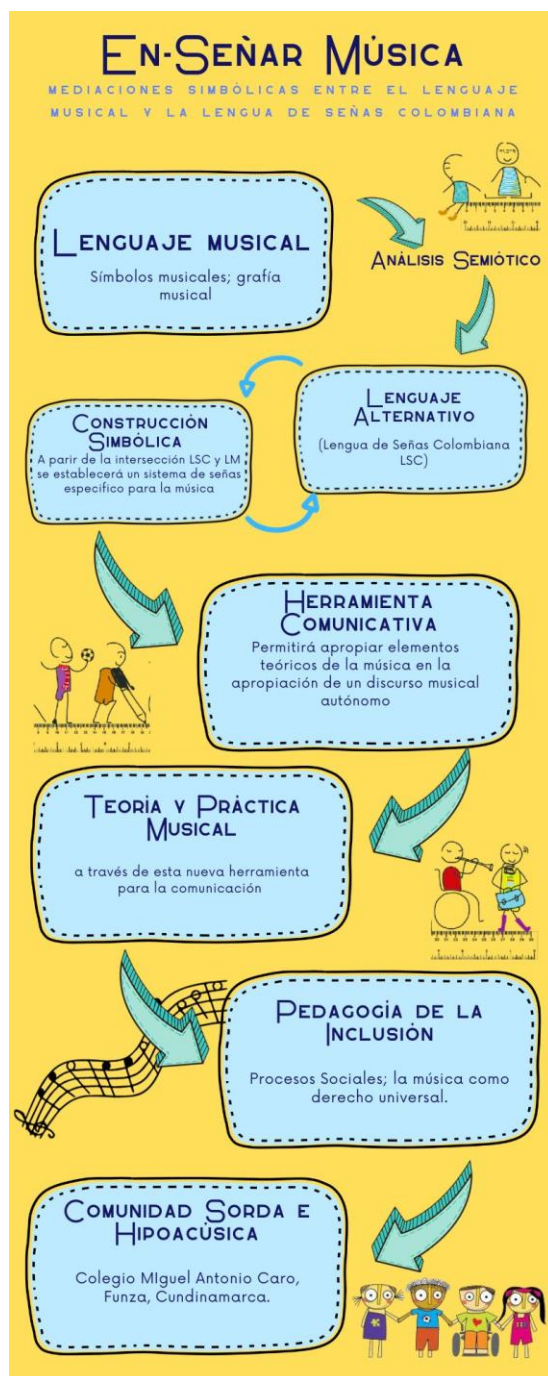 En-Señar Música
MEDIACIONES SIMBÓLICAS ENTRE EL LENGUAJE
MUSICAL Y LA LENGUA DE SEÑAS COLOMBIANA
Lenguaje musical
Símbolos musicales; grafía
musical
Análisis Semiótico
Lenguaje
Alternativo
(Lengua de Señas Colombiana
LSC)
Construcción
Simbólica
A parir de la intersección LSC y LM
se establecerá un sistema de señas
especifico para la música
Herramienta
Comunicativa
Permitirá apropiar elementos
teóricos de la música en la
apropiación de un discurso musical
autónomo
Teoría y Práctica
Musical
a través de esta nueva herramienta
para la comunicación
Pedagogía de la
Inclusión
Procesos Sociales; la música como
derecho universal.
Comunidad Sorda e
Hipoacúsica
Colegio MIguel Antonio Caro,
Funza, Cundinamarca.